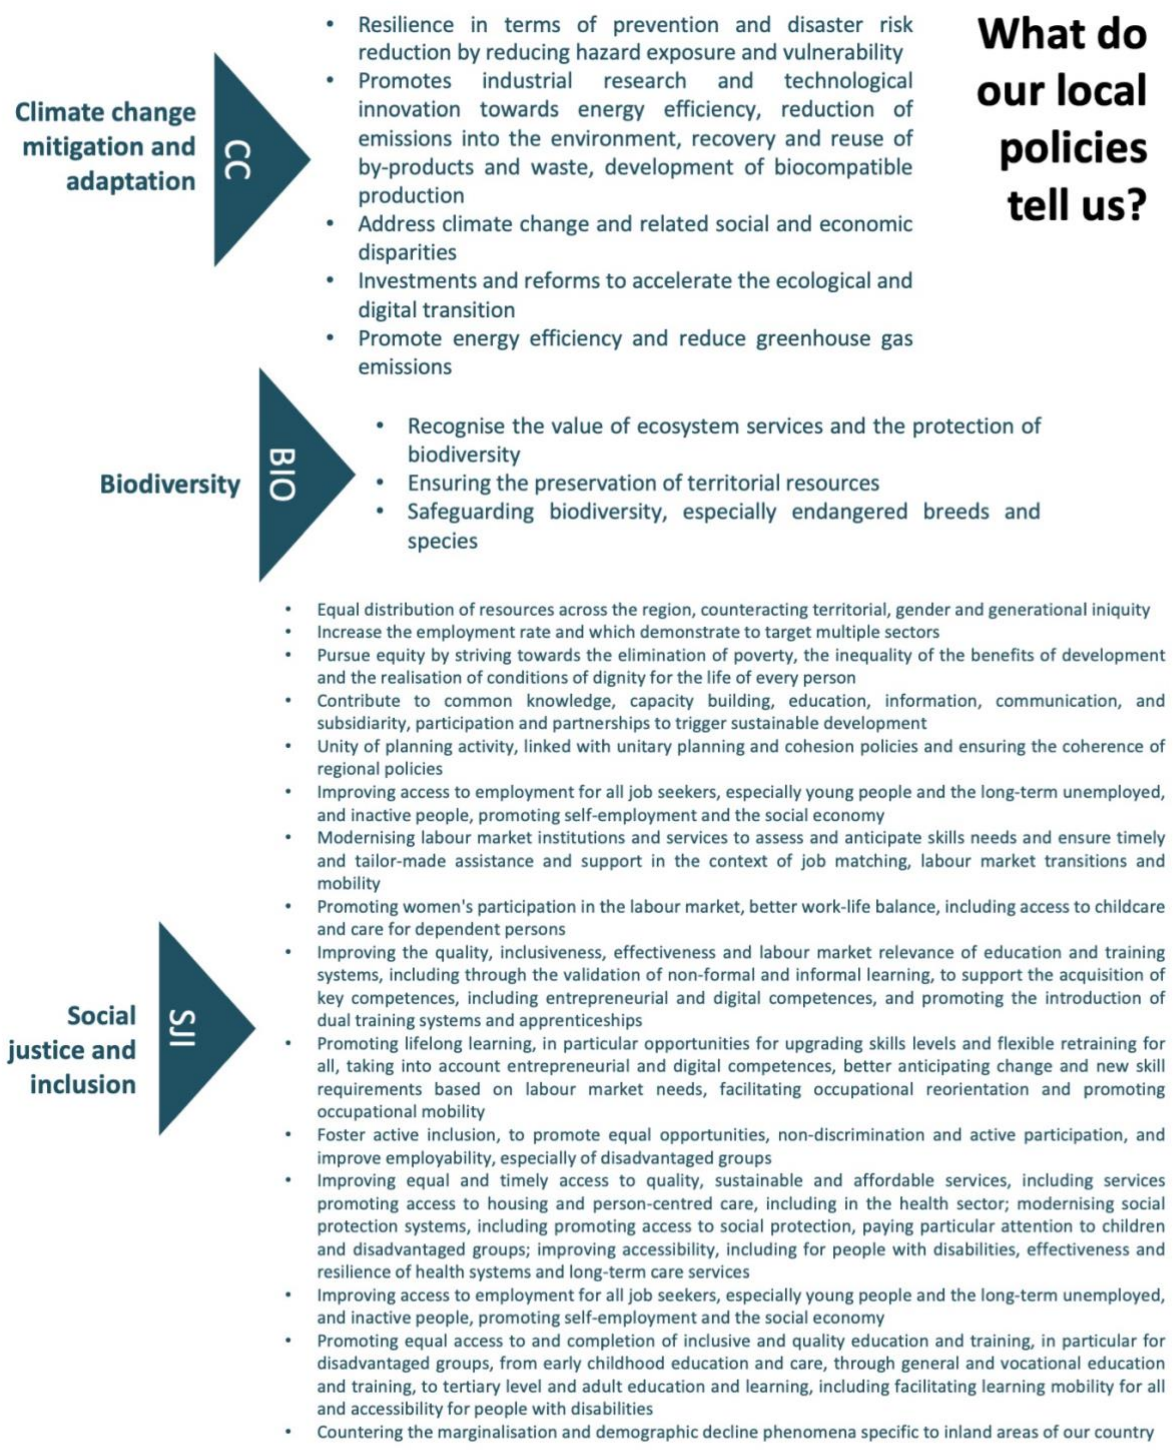 What do
our local
policies
tell us?
Climate change
mitigation and
adaptation
CC
• Resilience in terms of prevention and disaster risk
reduction by reducing hazard exposure and vulnerability
• Promotes industrial research and technological
innovation towards energy efficiency, reduction of
emissions into the environment, recovery and reuse of
by-products and waste, development of biocompatible
production
• Address climate change and related social and economic
disparities
• Investments and reforms to accelerate the ecological and
digital transition
• Promote energy efficiency and reduce greenhouse gas
emissions
Biodiversity
BIO
• Recognise the value of ecosystem services and the protection of
biodiversity
• Ensuring the preservation of territorial resources
• Safeguarding biodiversity, especially endangered breeds and
species
Social
justice and
inclusion
SJI
• Equal distribution of resources across the region, counteracting territorial, gender and generational iniquity
• Increase the employment rate and which demonstrate to target multiple sectors
• Pursue equity by striving towards the elimination of poverty, the inequality of the benefits of development
and the realisation of conditions of dignity for the life of every person
• Contribute to common knowledge, capacity building, education, information, communication, and
subsidiarity, participation and partnerships to trigger sustainable development
• Unity of planning activity, linked with unitary planning and cohesion policies and ensuring the coherence of
regional policies
• Improving access to employment for all job seekers, especially young people and the long-term unemployed,
and inactive people, promoting self-employment and the social economy
• Modernising labour market institutions and services to assess and anticipate skills needs and ensure timely
and tailor-made assistance and support in the context of job matching, labour market transitions and
mobility
• Promoting women's participation in the labour market, better work-life balance, including access to childcare
and care for dependent persons
• Improving the quality, inclusiveness, effectiveness and labour market relevance of education and training
systems, including through the validation of non-formal and informal learning, to support the acquisition of
key competences, including entrepreneurial and digital competences, and promoting the introduction of
dual training systems and apprenticeships
• Promoting lifelong learning, in particular opportunities for upgrading skills levels and flexible retraining for
all, taking into account entrepreneurial and digital competences, better anticipating change and new skill
requirements based on labour market needs, facilitating occupational reorientation and promoting
occupational mobility
• Foster active inclusion, to promote equal opportunities, non-discrimination and active participation, and
improve employability, especially of disadvantaged groups
• Improving equal and timely access to quality, sustainable and affordable services, including services
promoting access to housing and person-centred care, including in the health sector; modernising social
protection systems, including promoting access to social protection, paying particular attention to children
and disadvantaged groups; improving accessibility, including for people with disabilities, effectiveness and
resilience of health systems and long-term care services
• Improving access to employment for all job seekers, especially young people and the long-term unemployed,
and inactive people, promoting self-employment and the social economy
• Promoting equal access to and completion of inclusive and quality education and training, in particular for
disadvantaged groups, from early childhood education and care, through general and vocational education
and training, to tertiary level and adult education and learning, including facilitating learning mobility for all
and accessibility for people with disabilities
• Countering the marginalisation and demographic decline phenomena specific to inland areas of our country